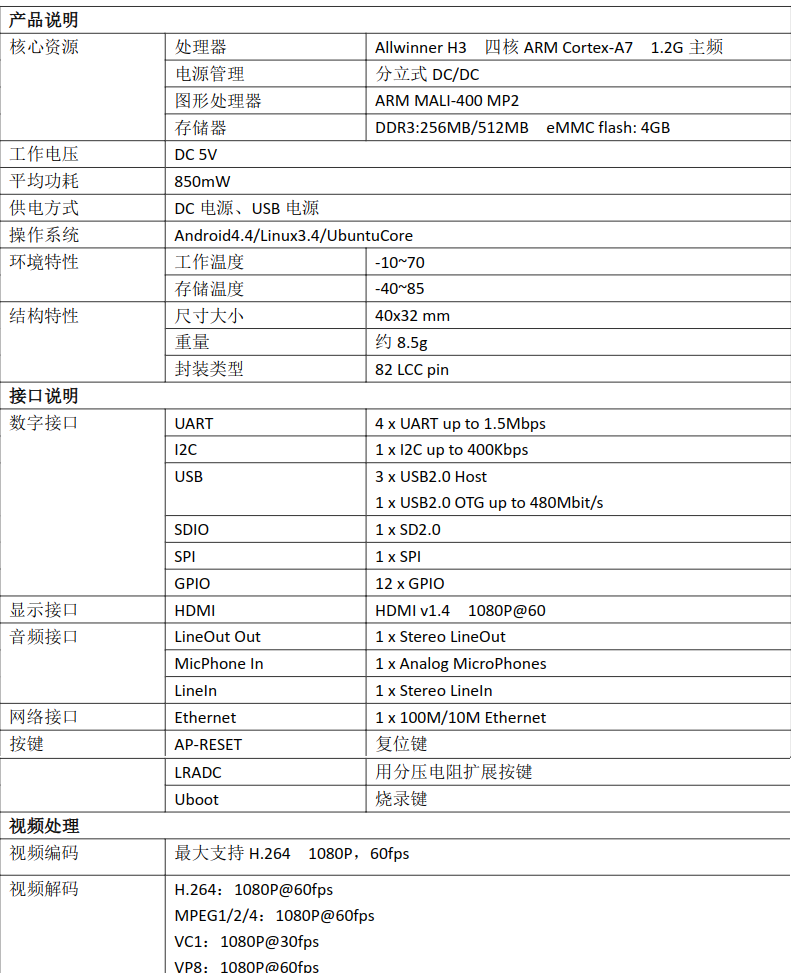 产品说明
核心资源 处理器 Allwinner H3 四核 ARM Cortex-A7 1.2G 主频
电源管理 分立式 DC/DC
图形处理器 ARM MALI-400 MP2
存储器 DDR3:256MB/512MB eMMC flash: 4GB
工作电压 DC 5V
平均功耗 850mW
供电方式 DC 电源、USB 电源
操作系统 Android4.4/Linux3.4/UbuntuCore
环境特性 工作温度 -10~70
存储温度 -40~85
结构特性 尺寸大小 40x32 mm
重量 约 8.5g
封装类型 82 LCC pin
接口说明
数字接口 UART 4 x UART up to 1.5Mbps
I2C 1 x I2C up to 400Kbps
USB 3 x USB2.0 Host
1 x USB2.0 OTG up to 480Mbit/s
SDIO 1 x SD2.0
SPI 1 x SPI
GPIO 12 x GPIO
显示接口 HDMI HDMI v1.4 1080P@60
音频接口 LineOut Out 1 x Stereo LineOut
MicPhone In 1 x Analog MicroPhones
LineIn 1 x Stereo LineIn
网络接口 Ethernet 1 x 100M/10M Ethernet
按键 AP-RESET 复位键
LRADC 用分压电阻扩展按键
Uboot 烧录键
视频处理
视频编码 最大支持 H.264 1080P，60fps
视频解码 H.264：1080P@60fps
MPEG1/2/4：1080P@60fps
VC1：1080P@30fps
VP8：1080P@60fps